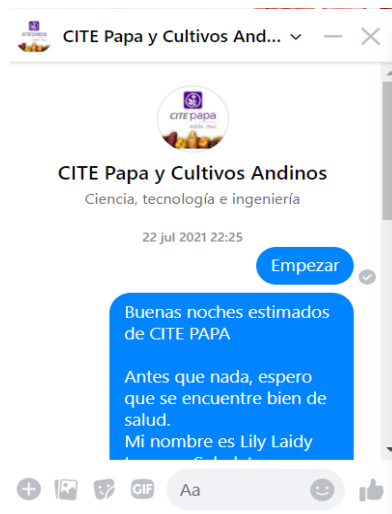 CITE Papa y Cultivos And...
CITEpapa
CITE Papa y Cultivos Andinos
Ciencia, tecnología e ingeniería
22 jul 2021 22:25
Empezar
Buenas noches estimados
de CITE PAPA
Antes que nada, espero
que se encuentre bien de
salud.
Mi nombre es Lily Laidy
GIF
Aa